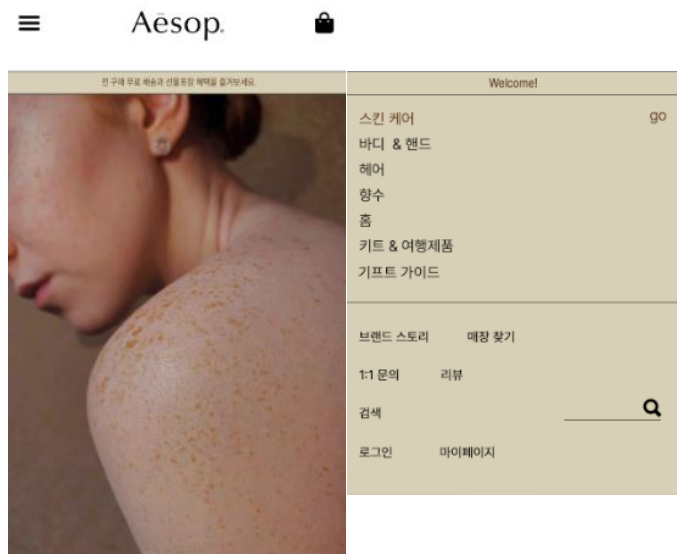 Aēsop.
전 구매 무료 배송과 선물포장 혜택을 즐겨보세요.
Welcome!
스킨 케어 go
바디 & 핸드
헤어
향수
홈
키트 & 여행제품
기프트 가이드
브랜드 스토리 매장 찾기
1:1 문의 리뷰
검색
로그인 마이페이지